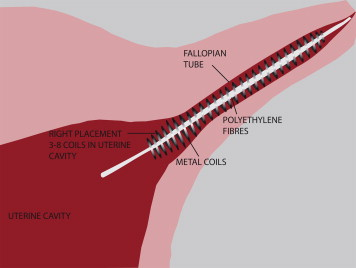 FALLOPIAN
TUBE
POLYETHYLENE
FIBRES
RIGHT PLACEMENT
3-8 COILS IN UTERINE
CAVITY
METAL COILS
UTERINE CAVITY